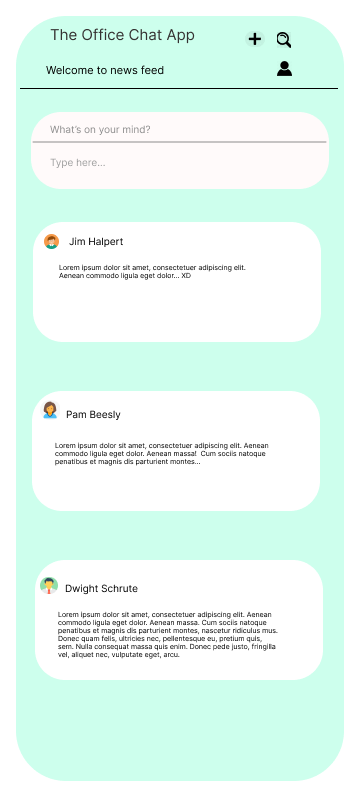 The Office Chat App
Welcome to news feed
What's on your mind?
Type here...
Jim Halpert
Lorem ipsum dolor sit amet, consectetuer adipiscing elit.
Aenean commodo ligula eget dolor... XD
Pam Beesly
Lorem ipsum dolor sit amet, consectetuer adipiscing elit. Aenean
commodo ligula eget dolor. Aenean massa!  Cum sociis natoque
penatibus et magnis dis parturient montes...
Dwight Schrute
Lorem ipsum dolor sit amet, consectetuer adipiscing elit. Aenean
commodo ligula eget dolor. Aenean massa. Cum sociis natoque
penatibus et magnis dis parturient montes, nascetur ridiculus mus.
Donec quam felis, ultricies nec, pellentesque eu, pretium quis,
sem. Nulla consequat massa quis enim. Donec pede justo, fringilla
vel, aliquet nec, vulputate eget, arcu.